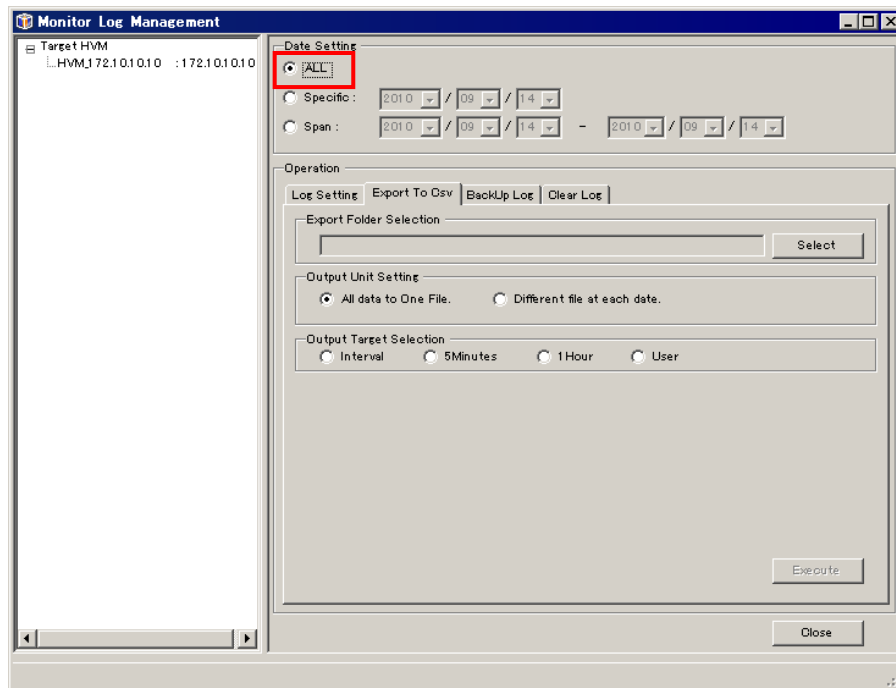 Monitor Log Management
Target HVM
HVM_172.10.10.10 :172.10.10.10
Date Setting
ALL
Specific : 2010 / 09 / 14
Span : 2010 / 09 / 14 - 2010 / 09 / 14
Operation
Log Setting Export To Csv BackUp Log Clear Log
Export Folder Selection
Select
Output Unit Setting
All data to One File. Different file at each date.
Output Target Selection
Interval 5Minutes 1Hour User
Execute
Close